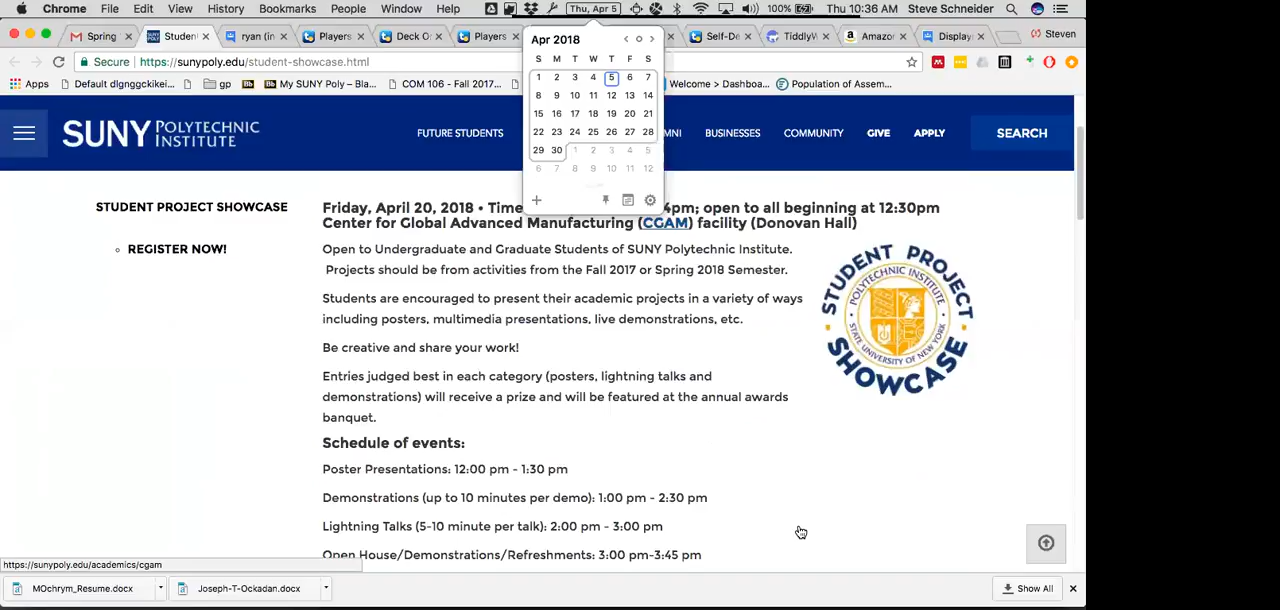 Chrome File Edit View History Bookmarks People Window Help Thu, Apr 5 100% Thu 10:36 AM Steve Schneider
Spring Studen ryan (in Players Deck O Players Self-De TiddlyW Amazo Display Steven
Secure https://sunypoly.edu/student-showcase.html
Apps Default dlgnggckikei... gp My SUNY Poly – Bla... COM 106 - Fall 2017... Welcome > Dashboa... Population of Assem...
Apr 2018
S M T W T F S
1 2 3 4 5 6 7
8 9 10 11 12 13 14
15 16 17 18 19 20 21
22 23 24 25 26 27 28
29 30 1 2 3 4 5
6 7 8 9 10 11 12
SUNY POLYTECHNIC INSTITUTE
FUTURE STUDENTS MNI BUSINESSES COMMUNITY GIVE APPLY SEARCH
STUDENT PROJECT SHOWCASE
REGISTER NOW!
Friday, April 20, 2018 • Time 4pm; open to all beginning at 12:30pm
Center for Global Advanced Manufacturing (CGAM) facility (Donovan Hall)
Open to Undergraduate and Graduate Students of SUNY Polytechnic Institute.
Projects should be from activities from the Fall 2017 or Spring 2018 Semester.
Students are encouraged to present their academic projects in a variety of ways
including posters, multimedia presentations, live demonstrations, etc.
Be creative and share your work!
Entries judged best in each category (posters, lightning talks and
demonstrations) will receive a prize and will be featured at the annual awards
banquet.
STUDENT PROJECT
POLYTECHNIC INSTITUTE
STATE UNIVERSITY OF NEW YORK
SHOWCASE
Schedule of events:
Poster Presentations: 12:00 pm - 1:30 pm
Demonstrations (up to 10 minutes per demo): 1:00 pm - 2:30 pm
Lightning Talks (5-10 minute per talk): 2:00 pm - 3:00 pm
Open House/Demonstrations/Refreshments: 3:00 pm-3:45 pm
https://sunypoly.edu/academics/cgam
MOchrym_Resume.docx Joseph-T-Ockadan.docx Show All